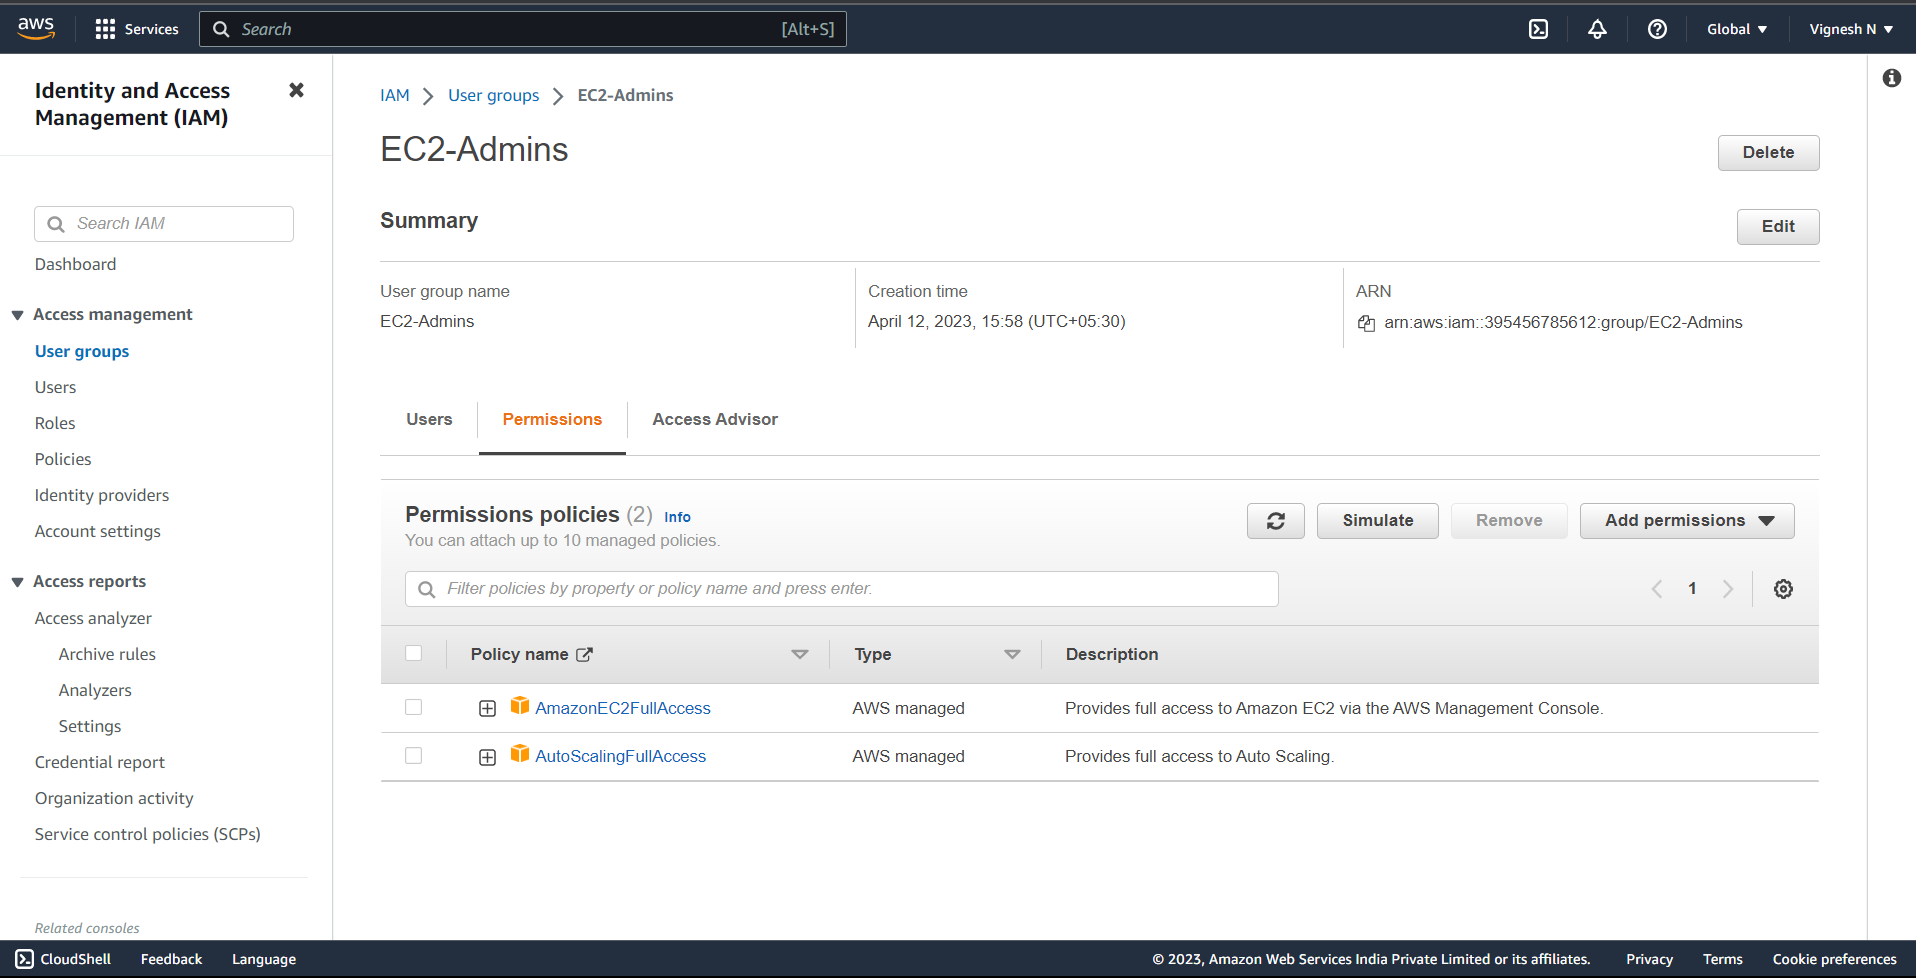 aws
Services
Search [Alt+S]
Global
Vignesh N
Identity and Access
Management (IAM)
Search IAM
Dashboard
Access management
User groups
Users
Roles
Policies
Identity providers
Account settings
Access reports
Access analyzer
Archive rules
Analyzers
Settings
Credential report
Organization activity
Service control policies (SCPs)
Related consoles
IAM > User groups > EC2-Admins
EC2-Admins
Delete
Summary
Edit
User group name
EC2-Admins
Creation time
April 12, 2023, 15:58 (UTC+05:30)
ARN
arn:aws:iam::395456785612:group/EC2-Admins
Users
Permissions
Access Advisor
Permissions policies (2) Info
You can attach up to 10 managed policies.
Simulate
Remove
Add permissions
Filter policies by property or policy name and press enter.
1
Policy name Type Description
AmazonEC2FullAccess AWS managed Provides full access to Amazon EC2 via the AWS Management Console.
AutoScalingFullAccess AWS managed Provides full access to Auto Scaling.
CloudShell Feedback Language © 2023, Amazon Web Services India Private Limited or its affiliates. Privacy Terms Cookie preferences